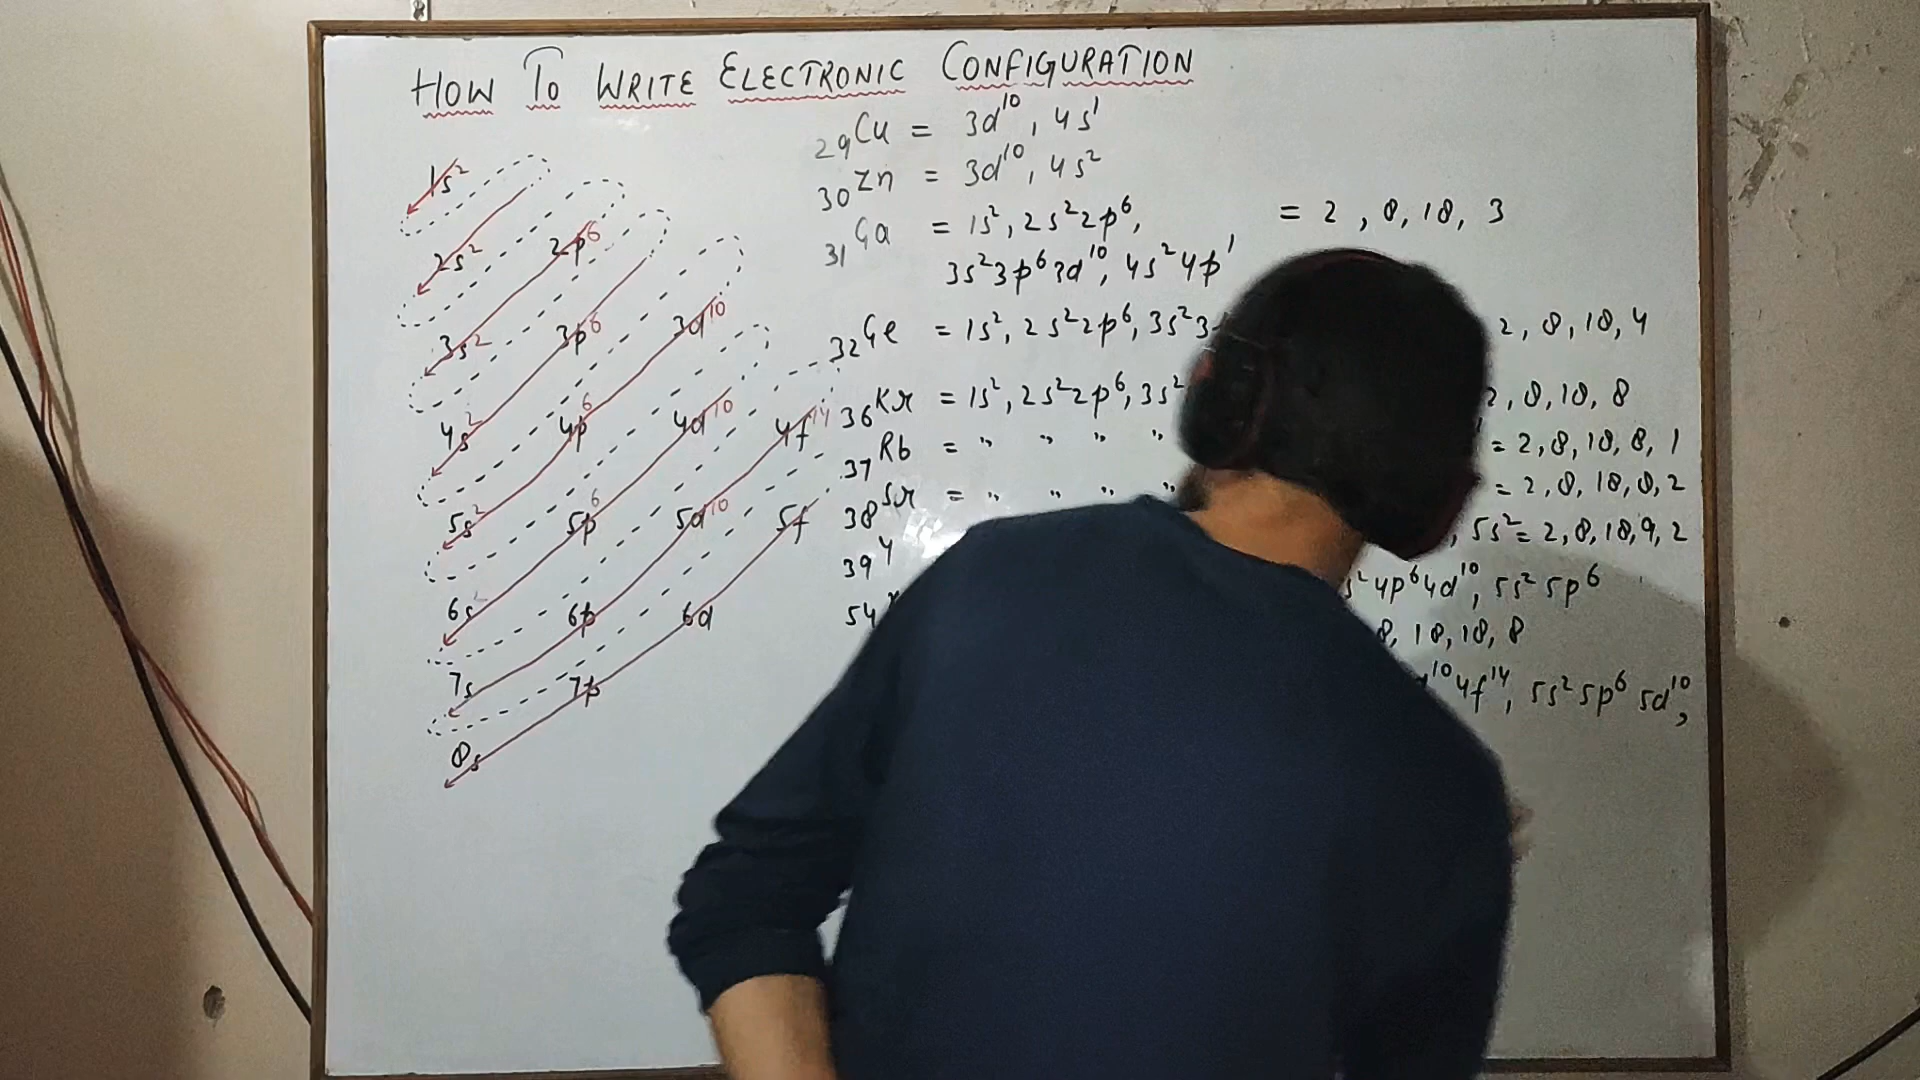 HOW TO WRITE ELECTRONIC CONFIGURATION
1s²
2s² 2p⁶
3s² 3p⁶ 3d¹⁰
4s² 4p⁶ 4d¹⁰ 4f¹⁴
5s² 5p⁶ 5d¹⁰ 5f
6s² 6p 6d
7s 7p
8s
₂₉Cu = 3d¹⁰, 4s¹
₃₀Zn = 3d¹⁰, 4s²
₃₁Ga = 1s², 2s²2p⁶, = 2, 8, 18, 3
3s²3p⁶3d¹⁰, 4s²4p¹
₃₂Ge = 1s², 2s²2p⁶, 3s²3 2, 8, 18, 4
₃₆Kr = 1s², 2s²2p⁶, 3s² 2, 8, 18, 8
₃₇Rb = " " " " = 2, 8, 18, 8, 1
₃₈Sr = " " " " = 2, 8, 18, 8, 2
₃₉Y , 5s² = 2, 8, 18, 9, 2
54 s²4p⁶4d¹⁰, 5s²5p⁶
8, 18, 18, 8
d¹⁰4f¹⁴, 5s²5p⁶5d¹⁰,